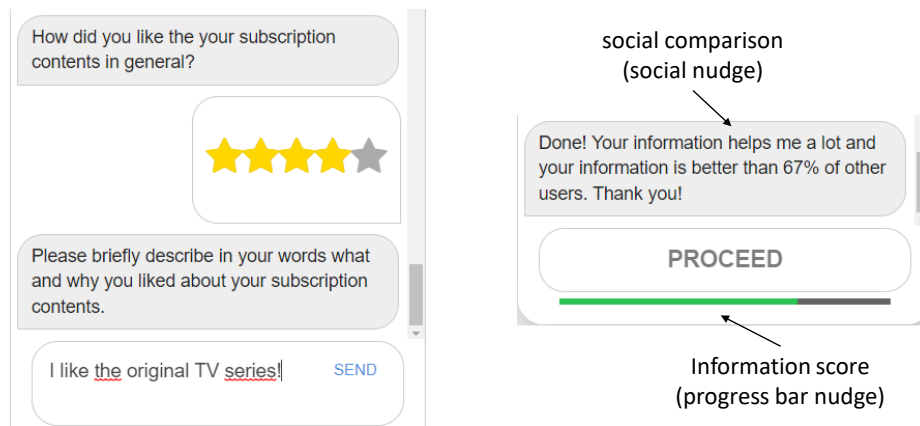 How did you like the your subscription
contents in general?
Please briefly describe in your words what
and why you liked about your subscription
contents.
I like the original TV series!
SEND
social comparison
(social nudge)
Done! Your information helps me a lot and
your information is better than 67% of other
users. Thank you!
PROCEED
Information score
(progress bar nudge)